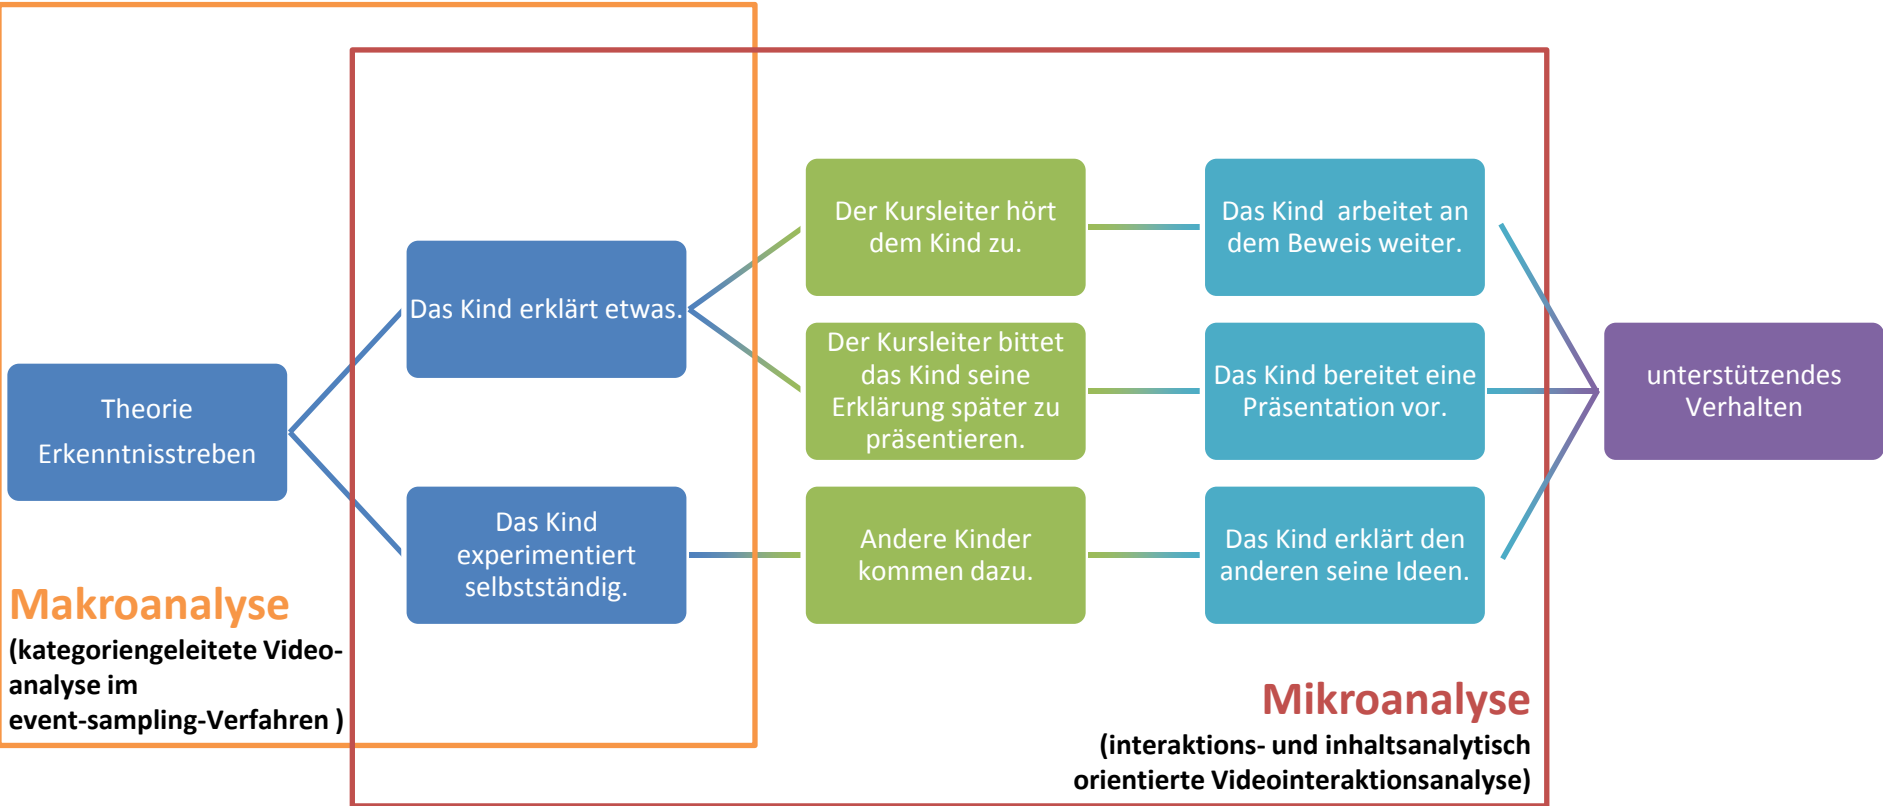 Theorie
Erkenntnisstreben
Makroanalyse
(kategoriengeleitete Video-
analyse im
event-sampling-Verfahren )
Das Kind erklärt etwas.
Das Kind
experimentiert
selbstständig.
Der Kursleiter hört
dem Kind zu.
Der Kursleiter bittet
das Kind seine
Erklärung später zu
präsentieren.
Andere Kinder
kommen dazu.
Das Kind  arbeitet an
dem Beweis weiter.
Das Kind bereitet eine
Präsentation vor.
Das Kind erklärt den
anderen seine Ideen.
unterstützendes
Verhalten
Mikroanalyse
(interaktions- und inhaltsanalytisch
orientierte Videointeraktionsanalyse)